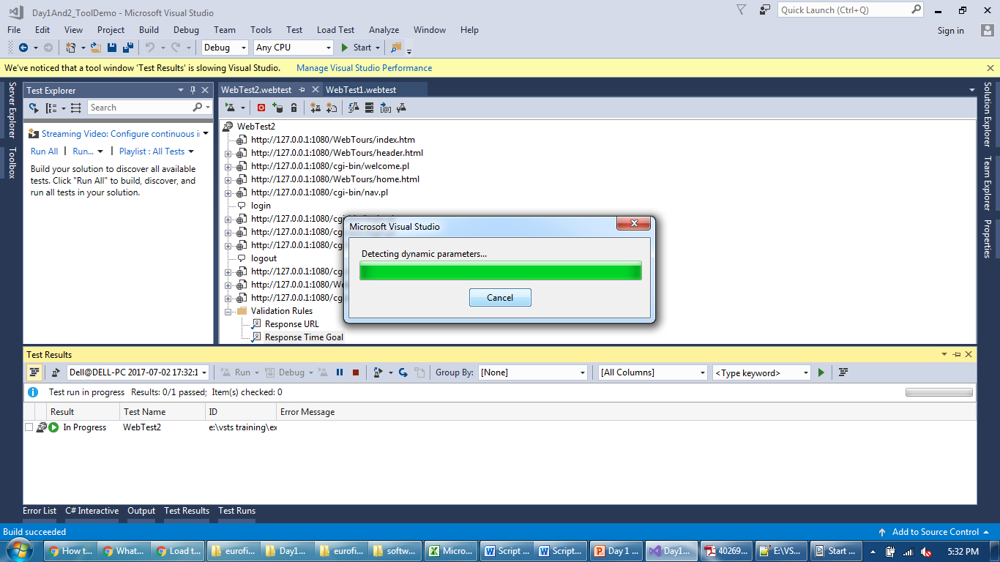 Day1And2_ToolDemo - Microsoft Visual Studio
Quick Launch (Ctrl+Q)
File Edit View Project Build Debug Team Tools Test Load Test Analyze Window Help
Sign in
Debug Any CPU Start
We've noticed that a tool window 'Test Results' is slowing Visual Studio. Manage Visual Studio Performance
Server Explorer
Toolbox
Test Explorer
Search
Streaming Video: Configure continuous i
Run All | Run... | Playlist : All Tests
Build your solution to discover all available
tests. Click "Run All" to build, discover, and
run all tests in your solution.
WebTest2.webtest WebTest1.webtest
WebTest2
http://127.0.0.1:1080/WebTours/index.htm
http://127.0.0.1:1080/WebTours/header.html
http://127.0.0.1:1080/cgi-bin/welcome.pl
http://127.0.0.1:1080/WebTours/home.html
http://127.0.0.1:1080/cgi-bin/nav.pl
login
http://127.0.0.1:1080/cgi
http://127.0.0.1:1080/cg
http://127.0.0.1:1080/cg
logout
http://127.0.0.1:1080/cg
http://127.0.0.1:1080/We
http://127.0.0.1:1080/cg
Validation Rules
Response URL
Response Time Goal
Microsoft Visual Studio
Detecting dynamic parameters...
Cancel
Solution Explorer
Team Explorer
Properties
Test Results
Dell@DELL-PC 2017-07-02 17:32:1 Run Debug Group By: [None] [All Columns] <Type keyword>
Test run in progress Results: 0/1 passed; Item(s) checked: 0
Result Test Name ID Error Message
In Progress WebTest2 e:\vsts training\ex
Error List C# Interactive Output Test Results Test Runs
Build succeeded
Add to Source Control
How t... What... Load t... eurofi... Day1... eurofi... softw... Micro... Script ... Script... Day 1 ... Day1... 40269... E:\VS... Start ... 5:32 PM